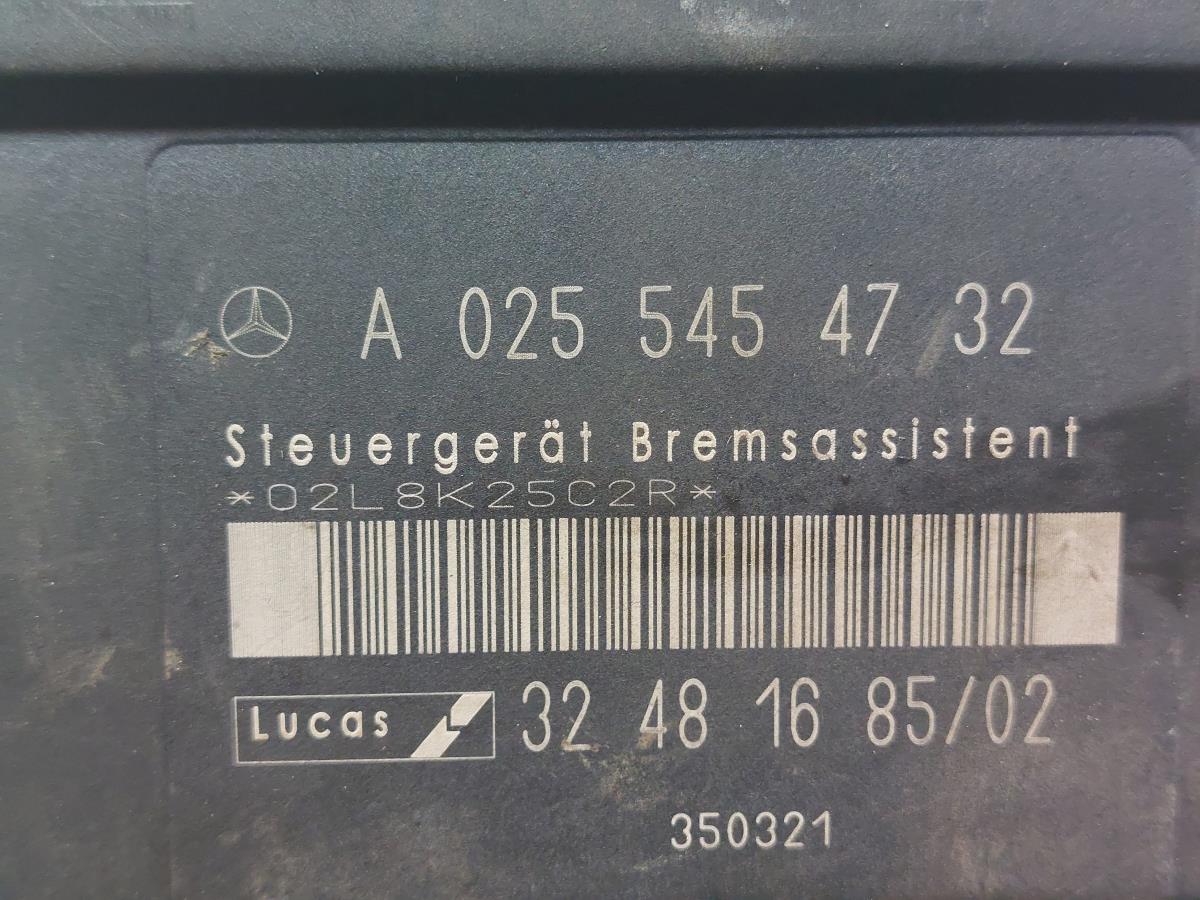 A 025 545 47 32
Steuergerät Bremsassistent
*02L8K25C2R*
Lucas 32 48 16 85/02
350321